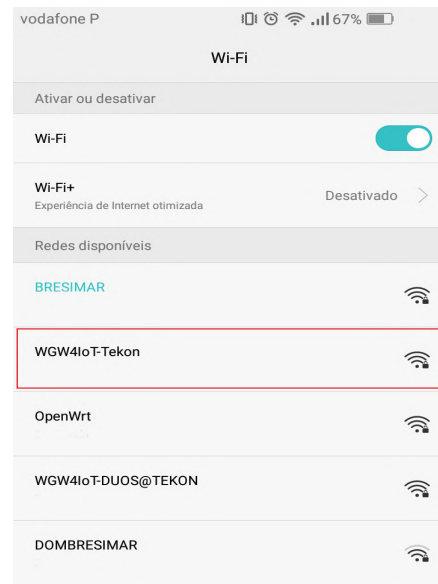 vodafone P 67%
Wi-Fi
Ativar ou desativar
Wi-Fi
Wi-Fi+
Experiência de Internet otimizada
Desativado
Redes disponíveis
BRESIMAR
WGW4IoT-Tekon
OpenWrt
WGW4IoT-DUOS@TEKON
DOMBRESIMAR